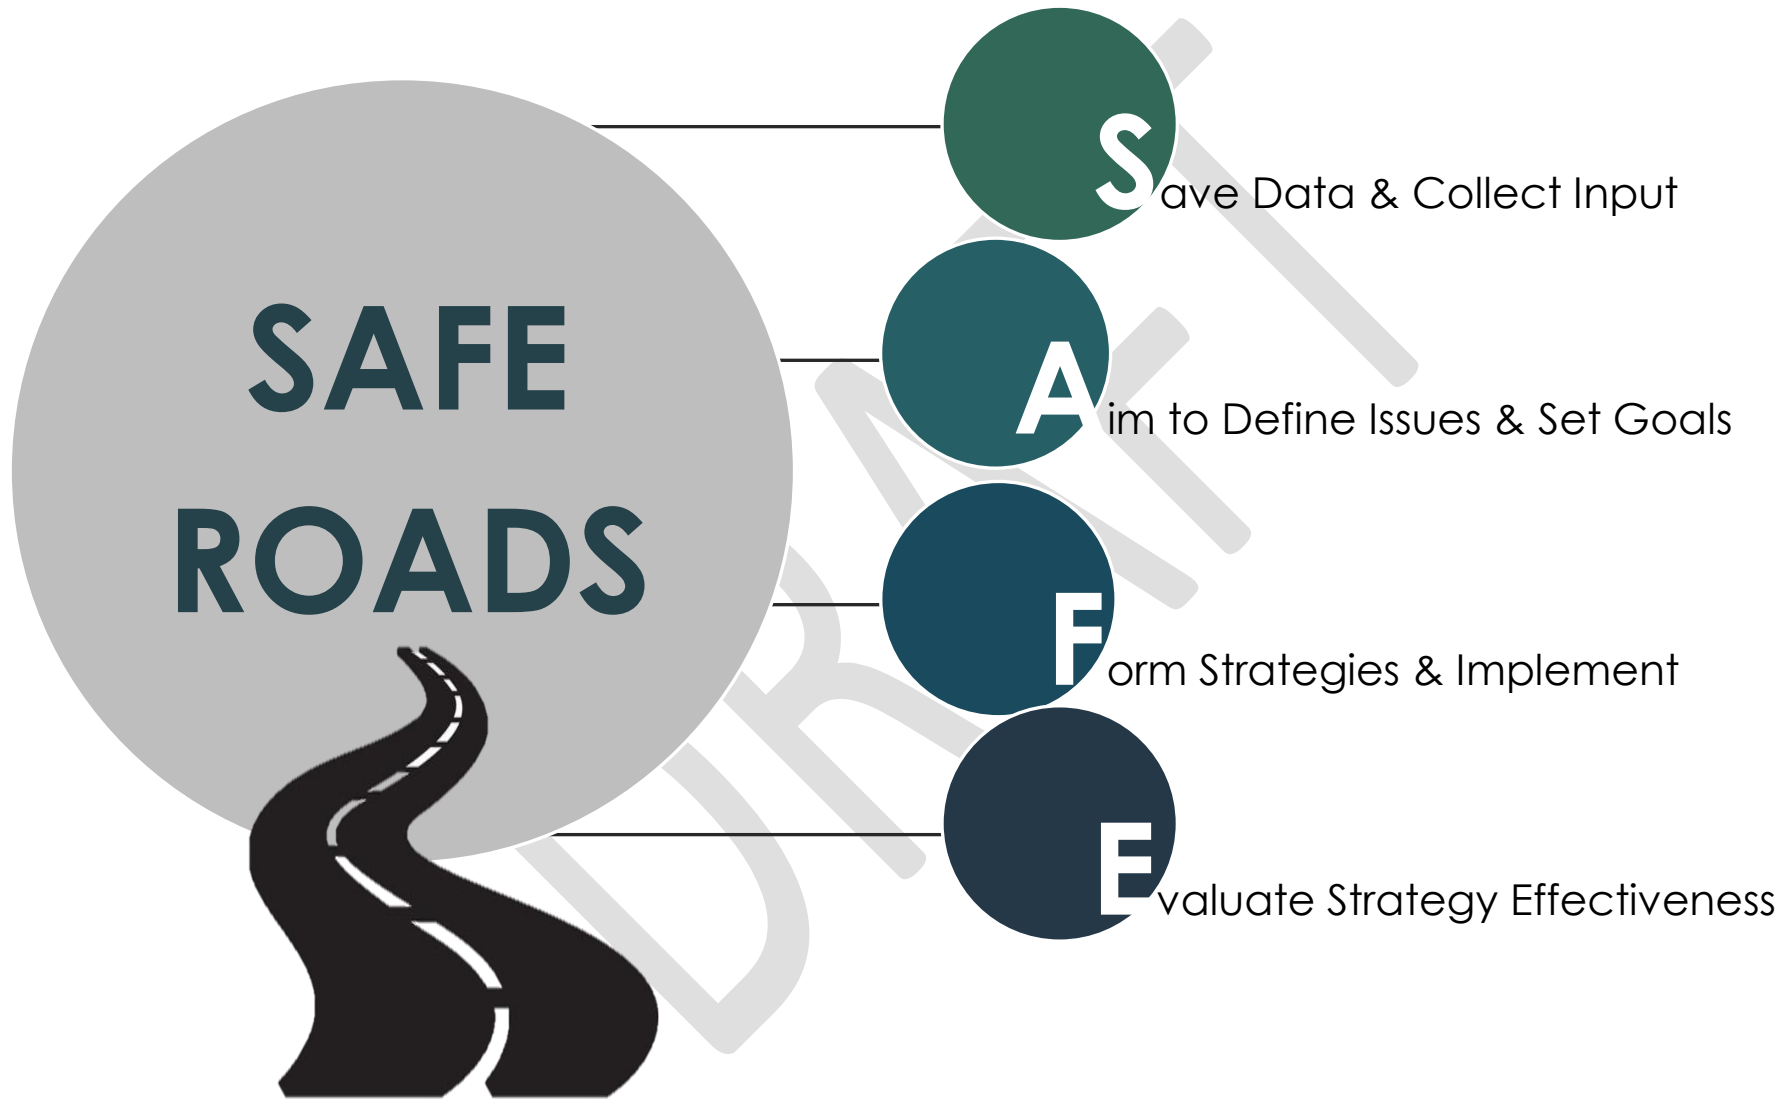 SAFE
ROADS
Save Data & Collect Input
Aim to Define Issues & Set Goals
Form Strategies & Implement
Evaluate Strategy Effectiveness
DRAFT